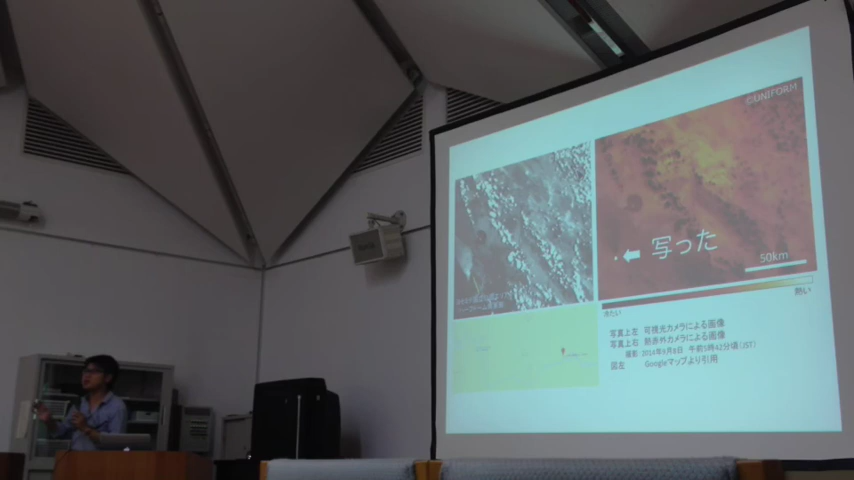 ©UNIFORM
写った
50km
冷たい
熱い
写真上左 可視光カメラによる画像
写真上右 熱赤外カメラによる画像
撮影 2014年9月8日 午前5時42分頃(JST)
図左 Googleマップより引用